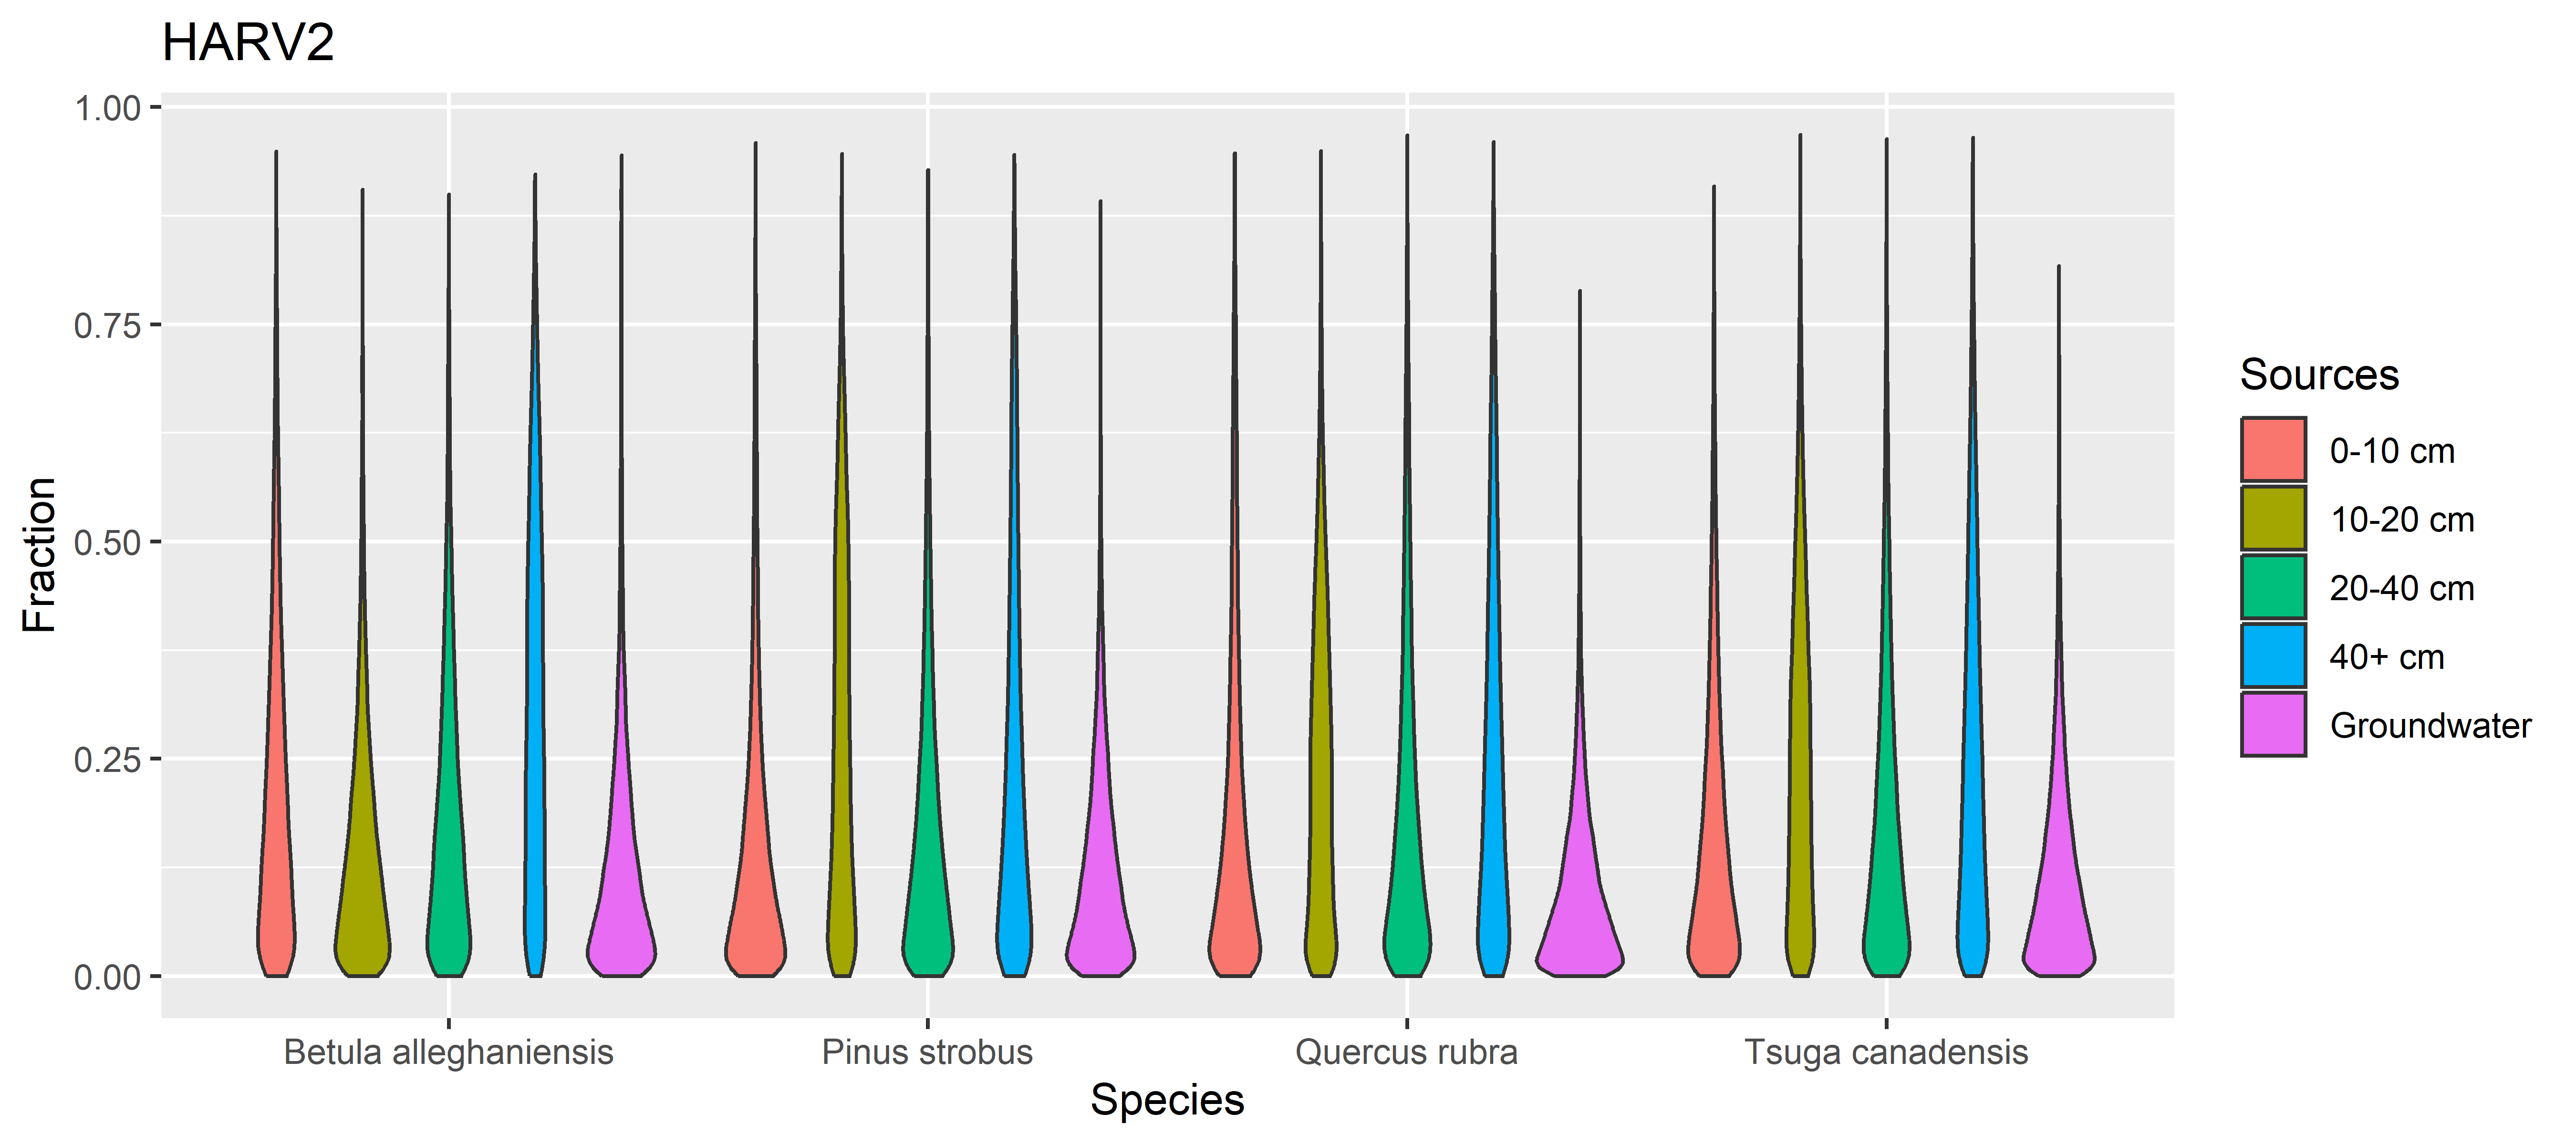 HARV2
1.00
0.75
0.50
0.25
0.00
Fraction
Betula alleghaniensis
Pinus strobus
Quercus rubra
Tsuga canadensis
Species
Sources
0-10 cm
10-20 cm
20-40 cm
40+ cm
Groundwater